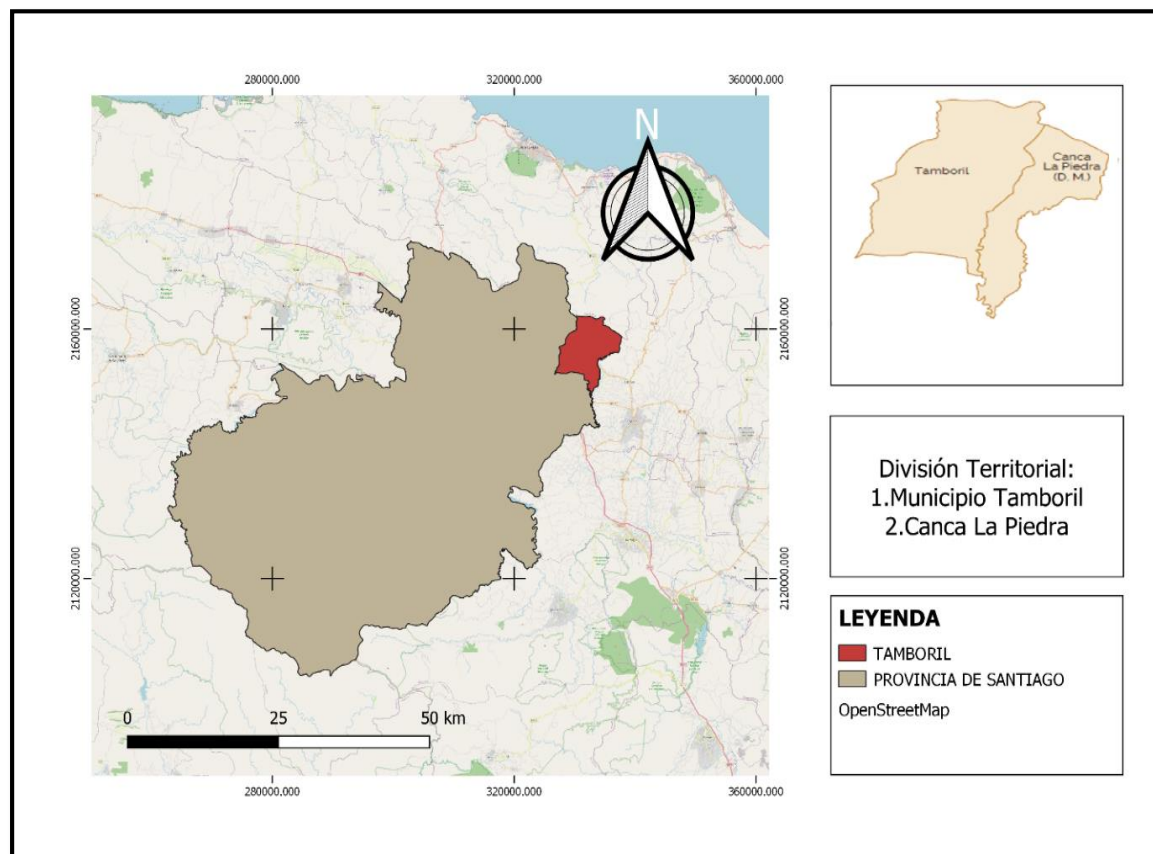 280000.000
320000.000
360000.000
N
2160000.000
2160000.000
2120000.000
2120000.000
0
25
50 km
280000.000
320000.000
360000.000
Tamboril
Canca
La Piedra
(D. M.)
División Territorial:
1.Municipio Tamboril
2.Canca La Piedra
LEYENDA
TAMBORIL
PROVINCIA DE SANTIAGO
OpenStreetMap